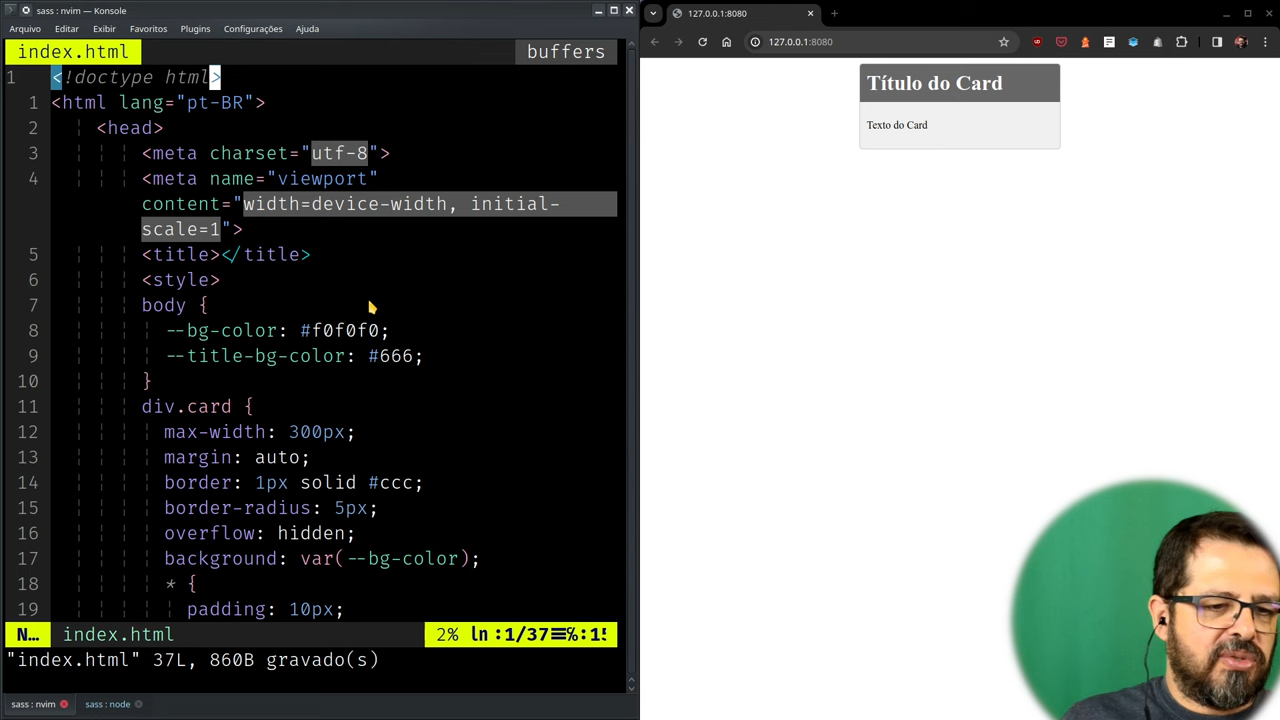 sass : nvim — Konsole
Arquivo Editar Exibir Favoritos Plugins Configurações Ajuda
index.html buffers
1 <!doctype html>
1 <html lang="pt-BR">
2 <head>
3 <meta charset="utf-8">
4 <meta name="viewport"
content="width=device-width, initial-
scale=1">
5 <title></title>
6 <style>
7 body {
8 --bg-color: #f0f0f0;
9 --title-bg-color: #666;
10 }
11 div.card {
12 max-width: 300px;
13 margin: auto;
14 border: 1px solid #ccc;
15 border-radius: 5px;
16 overflow: hidden;
17 background: var(--bg-color);
18 * {
19 padding: 10px;
N… index.html 2% ln :1/37
"index.html" 37L, 860B gravado(s)
sass : nvim sass : node
127.0.0.1:8080
127.0.0.1:8080
Título do Card
Texto do Card